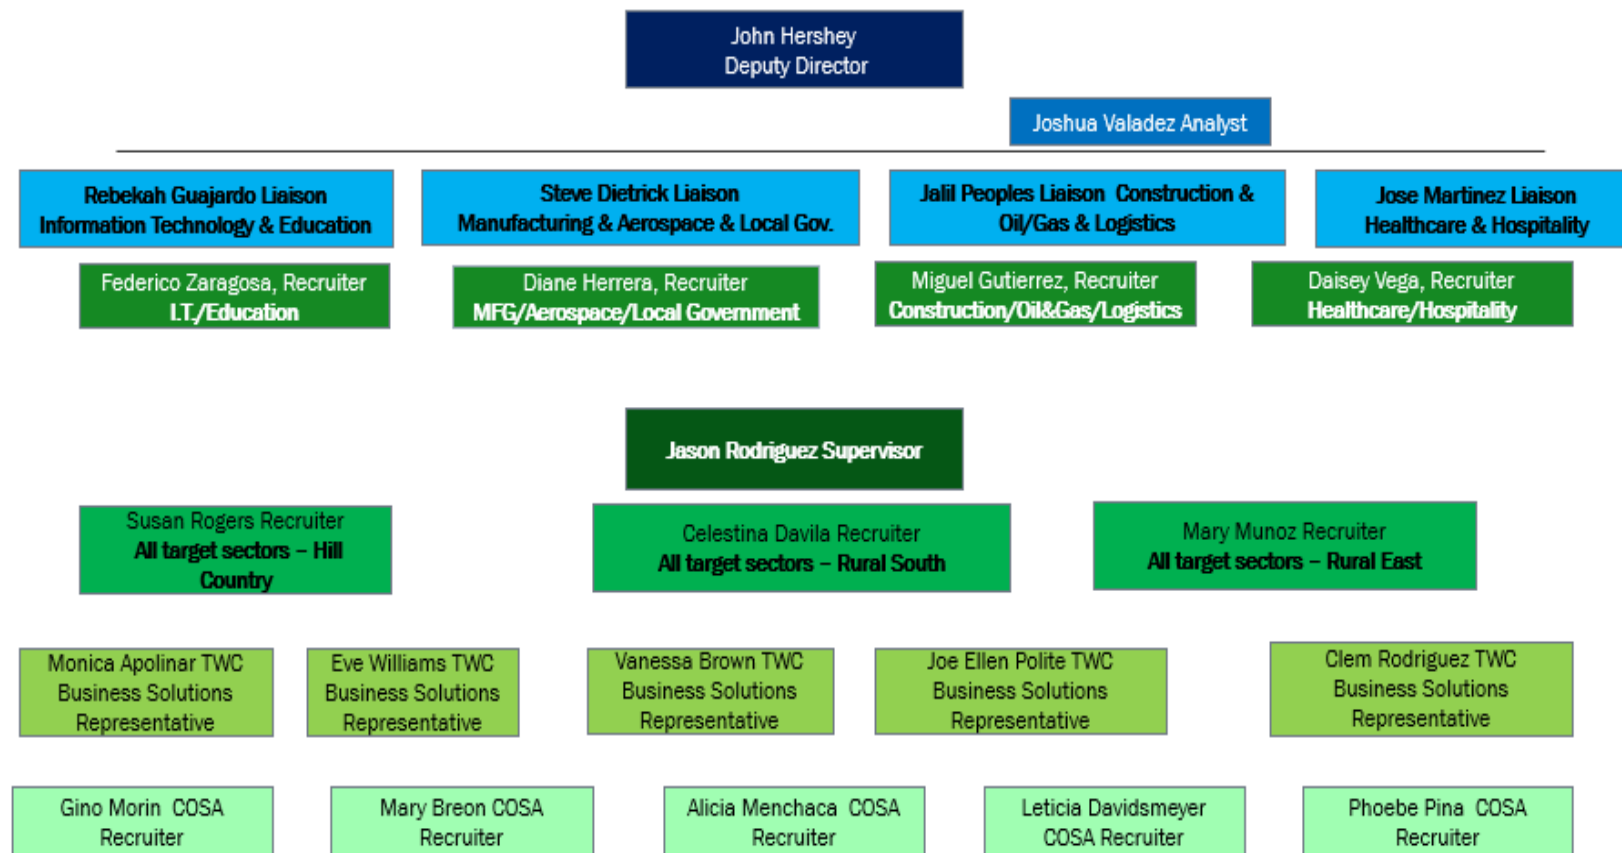 John Hershey
Deputy Director
Joshua Valadez Analyst
Rebekah Guajardo Liaison
Information Technology & Education
Steve Dietrick Liaison
Manufacturing & Aerospace & Local Gov.
Jalil Peoples Liaison  Construction &
Oil/Gas & Logistics
Jose Martinez Liaison
Healthcare & Hospitality
Federico Zaragosa, Recruiter
I.T./Education
Diane Herrera, Recruiter
MFG/Aerospace/Local Government
Miguel Gutierrez, Recruiter
Construction/Oil&Gas/Logistics
Daisey Vega, Recruiter
Healthcare/Hospitality
Jason Rodriguez Supervisor
Susan Rogers Recruiter
All target sectors – Hill
Country
Celestina Davila Recruiter
All target sectors – Rural South
Mary Munoz Recruiter
All target sectors – Rural East
Monica Apolinar TWC
Business Solutions
Representative
Eve Williams TWC
Business Solutions
Representative
Vanessa Brown TWC
Business Solutions
Representative
Joe Ellen Polite TWC
Business Solutions
Representative
Clem Rodriguez TWC
Business Solutions
Representative
Gino Morin  COSA
Recruiter
Mary Breon COSA
Recruiter
Alicia Menchaca  COSA
Recruiter
Leticia Davidsmeyer
COSA Recruiter
Phoebe Pina  COSA
Recruiter